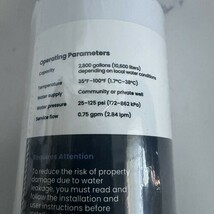 Operating Parameters
Capacity 2,800 gallons (10,600 liters)
depending on local water conditions
Temperature 35°F-100°F (1.7°C-38°C)
Water supply Community or private well
Water pressure 25-125 psi (172-862 kPa)
Service flow 0.75 gpm (2.84 lpm)
Attention
To reduce the risk of property
damage due to water
leakage, you must read and
follow the installation and
user instructions before